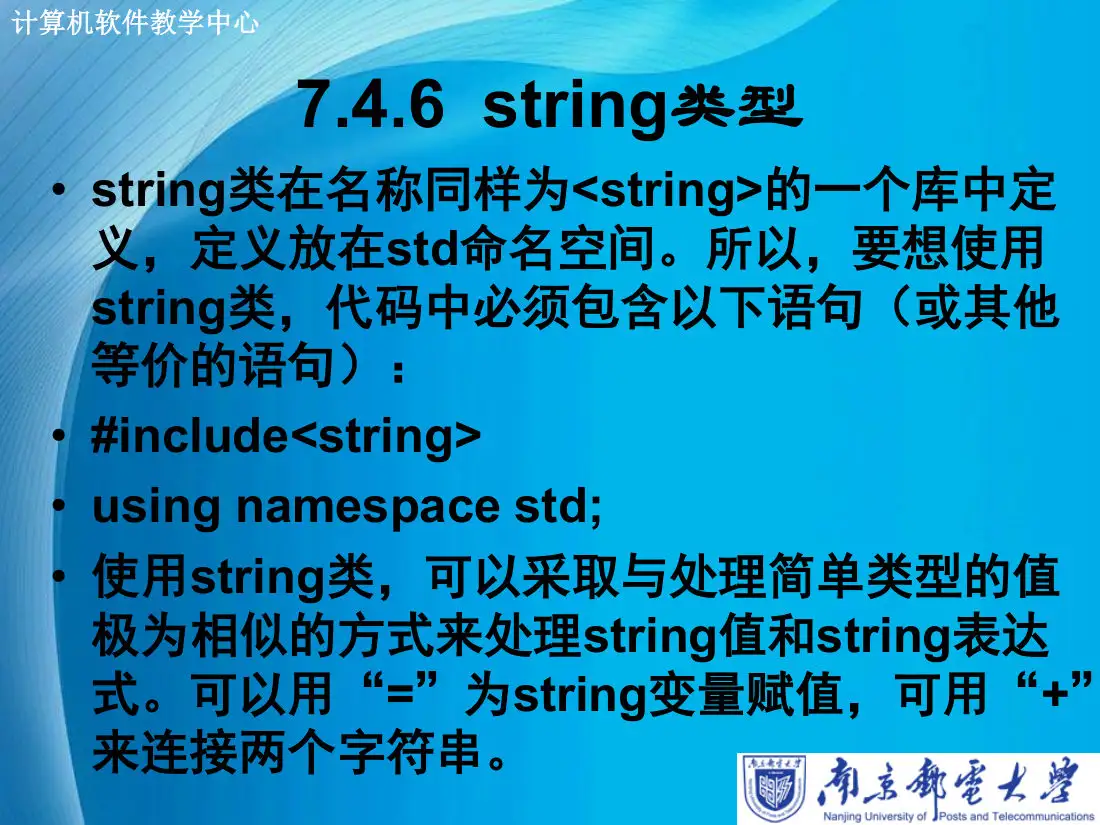 计算机软件教学中心
7.4.6 string类型
• string类在名称同样为<string>的一个库中定
义，定义放在std命名空间。所以，要想使用
string类，代码中必须包含以下语句（或其他
等价的语句）：
• #include<string>
• using namespace std;
• 使用string类，可以采取与处理简单类型的值
极为相似的方式来处理string值和string表达
式。可以用“=”为string变量赋值，可用“+”
来连接两个字符串。
南京郵電大学
Nanjing University of Posts and Telecommunications